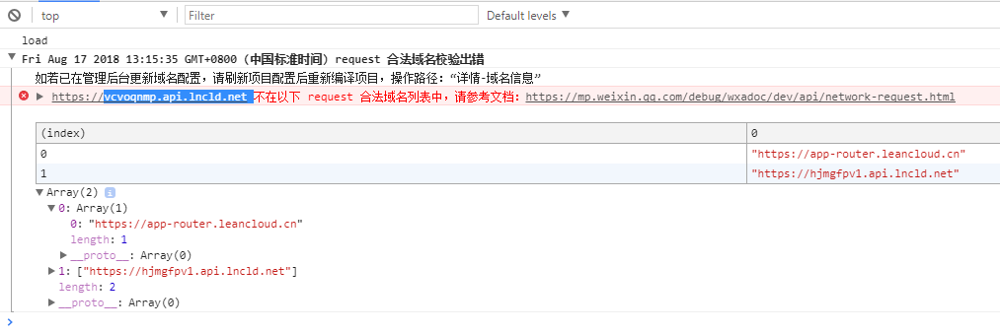 top
Filter
Default levels
load
Fri Aug 17 2018 13:15:35 GMT+0800 (中国标准时间) request 合法域名校验出错
如若已在管理后台更新域名配置，请刷新项目配置后重新编译项目，操作路径：“详情-域名信息”
https://vcvoqnmp.api.lncld.net 不在以下 request 合法域名列表中，请参考文档：https://mp.weixin.qq.com/debug/wxadoc/dev/api/network-request.html
(index) 0
0 "https://app-router.leancloud.cn"
1 "https://hjmgfpv1.api.lncld.net"
Array(2) i
0: Array(1)
0: "https://app-router.leancloud.cn"
length: 1
__proto__: Array(0)
1: ["https://hjmgfpv1.api.lncld.net"]
length: 2
__proto__: Array(0)